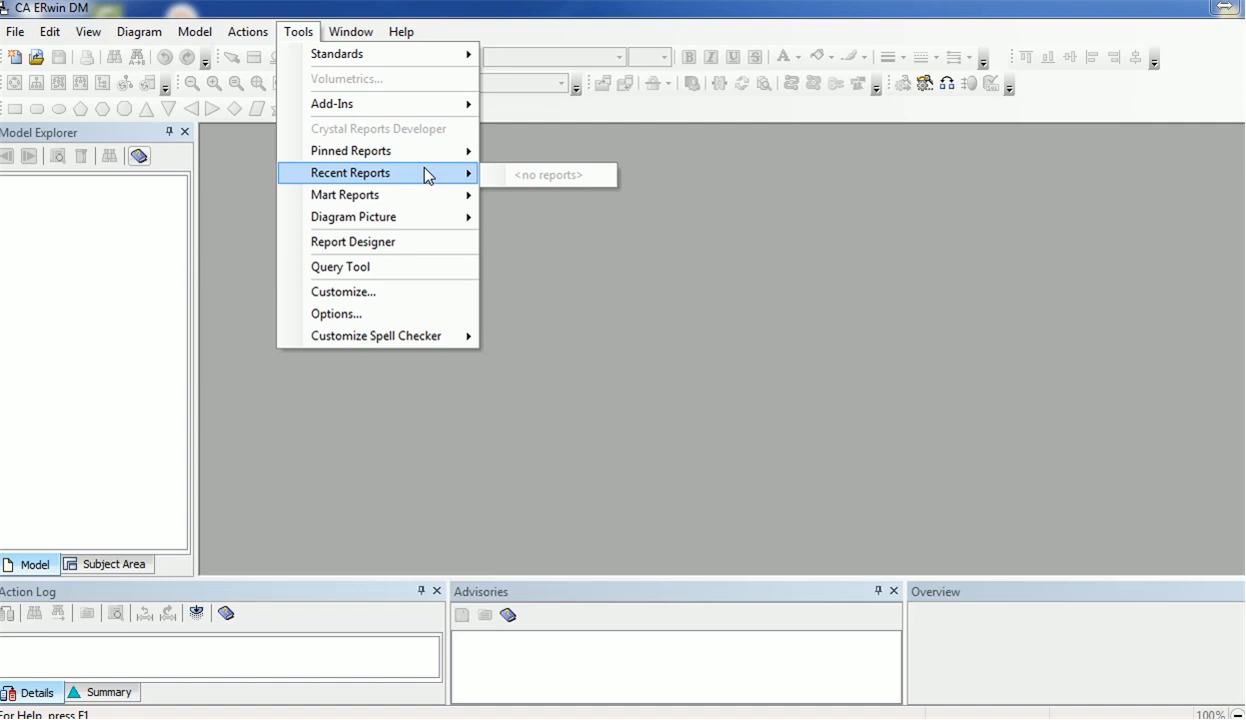 CA ERwin DM
File Edit View Diagram Model Actions Tools Window Help
Standards
Volumetrics...
Add-Ins
Crystal Reports Developer
Pinned Reports
Recent Reports
<no reports>
Mart Reports
Diagram Picture
Report Designer
Query Tool
Customize...
Options...
Customize Spell Checker
B I U S A
Model Explorer
Model Subject Area
Action Log
Details Summary
Advisories
Overview
For Help, press F1
100%